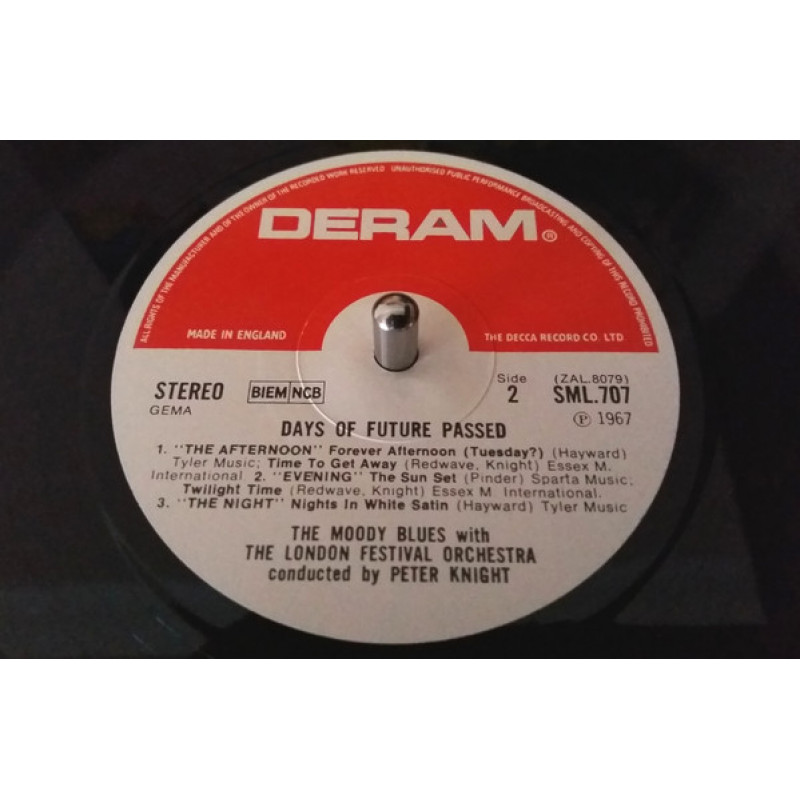 ALL RIGHTS OF THE MANUFACTURER AND OF THE OWNER OF THE RECORDED WORK RESERVED UNAUTHORISED PUBLIC PERFORMANCE BROADCASTING AND COPYING OF THIS RECORD PROHIBITED
DERAM®
MADE IN ENGLAND THE DECCA RECORD CO. LTD
STEREO BIEM NCB Side (ZAL.8079)
GEMA 2 SML.707
℗ 1967
DAYS OF FUTURE PASSED
1. "THE AFTERNOON" Forever Afternoon (Tuesday?) (Hayward)
Tyler Music; Time To Get Away (Redwave, Knight) Essex M.
International. 2. "EVENING" The Sun Set (Pinder) Sparta Music;
Twilight Time (Redwave, Knight) Essex M. International.
3. "THE NIGHT" Nights In White Satin (Hayward) Tyler Music
THE MOODY BLUES with
THE LONDON FESTIVAL ORCHESTRA
conducted by PETER KNIGHT